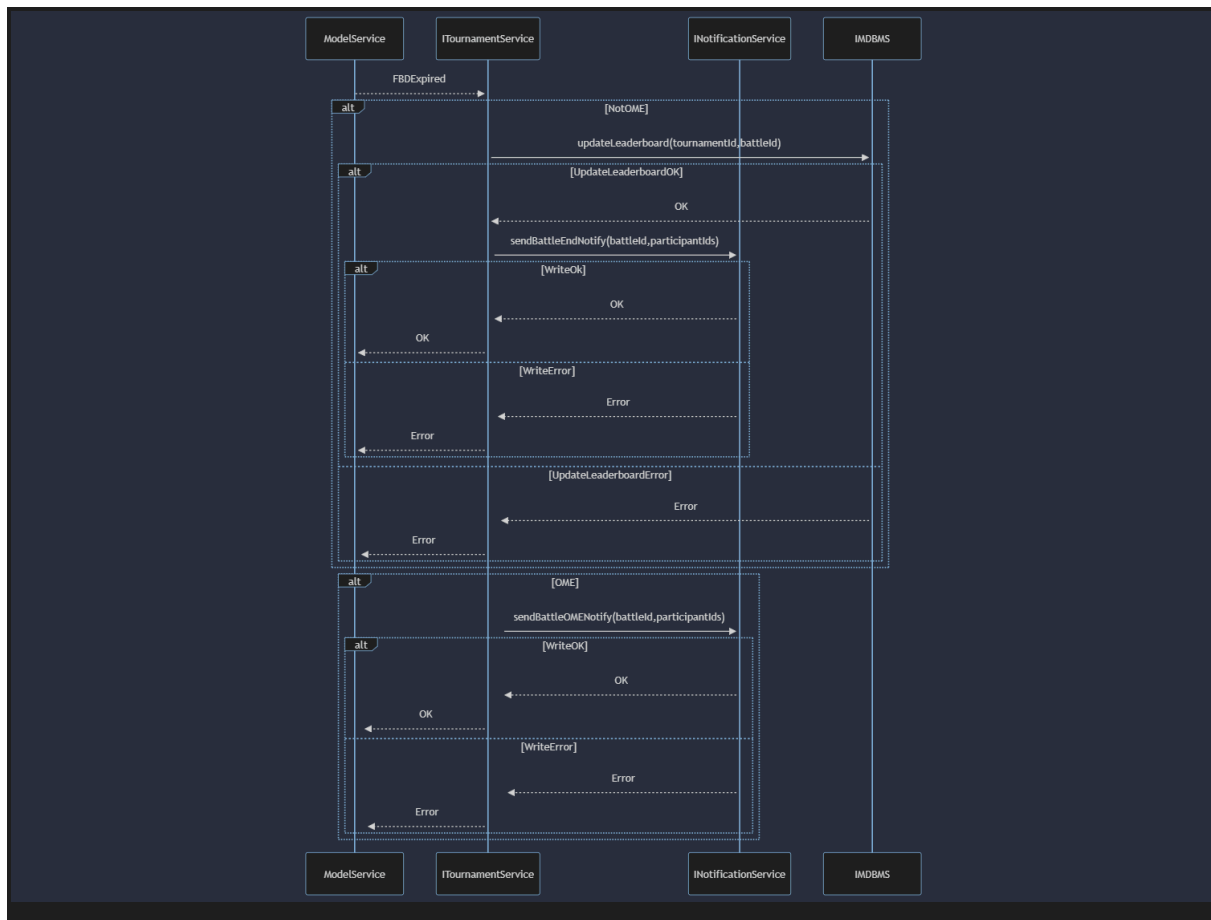 ModelService ITournamentService INotificationService IMDBMS
FBDExpired
alt [NotOME]
updateLeaderboard(tournamentId,battleId)
alt [UpdateLeaderboardOK]
OK
sendBattleEndNotify(battleId,participantIds)
alt [WriteOk]
OK
OK
[WriteError]
Error
Error
[UpdateLeaderboardError]
Error
Error
alt [OME]
sendBattleOMENotify(battleId,participantIds)
alt [WriteOK]
OK
OK
[WriteError]
Error
Error
ModelService ITournamentService INotificationService IMDBMS